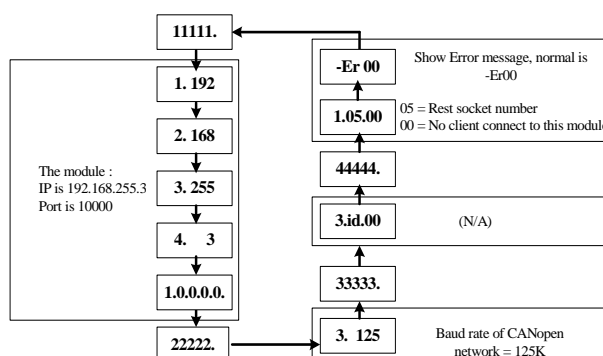 11111.
1. 192
2. 168
3. 255
4. 3
1.0.0.0.0.
22222.
The module :
IP is 192.168.255.3
Port is 10000
3. 125
Baud rate of CANopen
network = 125K
33333.
3.id.00
(N/A)
44444.
1.05.00
05 = Rest socket number
00 = No client connect to this module
-Er 00
Show Error message, normal is
-Er00